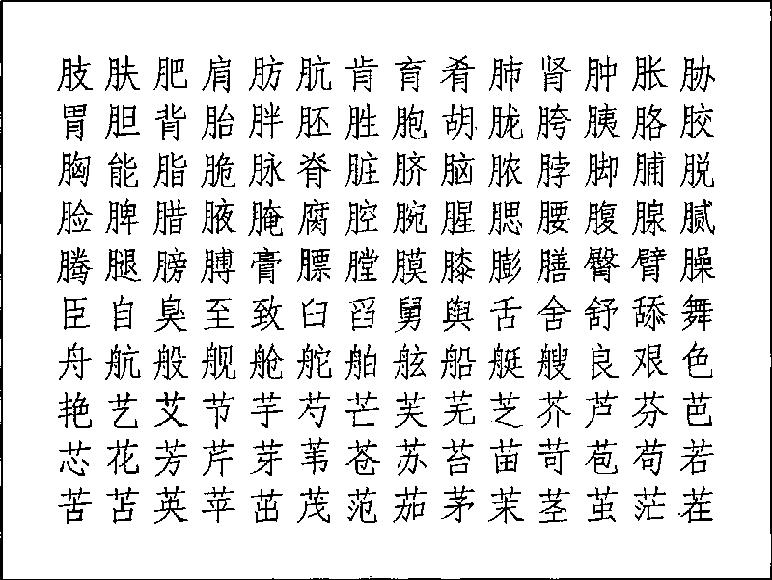 肢肤肥肩肪肮肯育肴肺肾肿胀胁
胃胆背胎胖胚胜胞胡胧胯胰胳胶
胸能脂脆脉脊脏脐脑脓脖脚脯脱
脸脾腊腋腌腐腔腕腥腮腰腹腺腻
腾腿膀膊膏膘膛膜膝膨膳臀臂臊
臣自臭至致臼舀舅舆舌舍舒舔舞
舟航般舰舱舵舶舷船艇艘良艰色
艳艺艾节芋芍芒芙芜芝芥芦芬芭
芯花芳芹芽苇苍苏苔苗苛苞苟若
苦苫英苹茁茂范茄茅茉茎茧茫茬